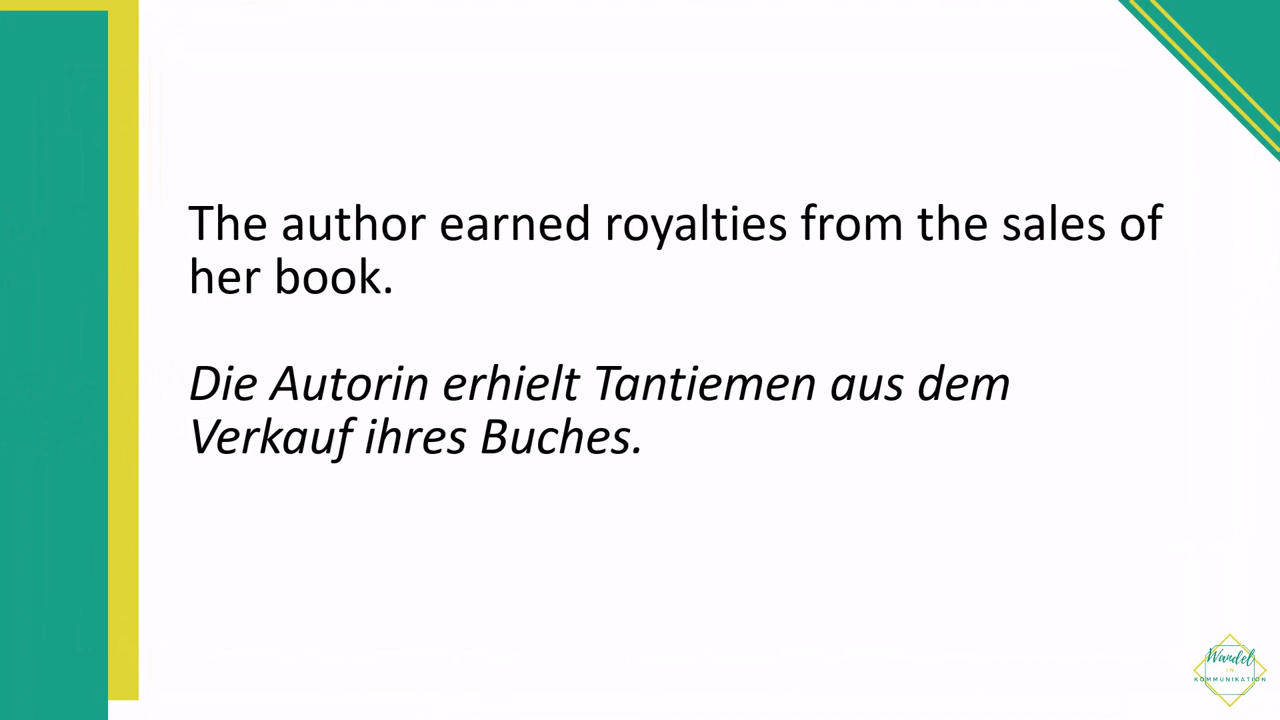 The author earned royalties from the sales of
her book.
Die Autorin erhielt Tantiemen aus dem
Verkauf ihres Buches.
Wandel
IN
KOMMUNIKATION